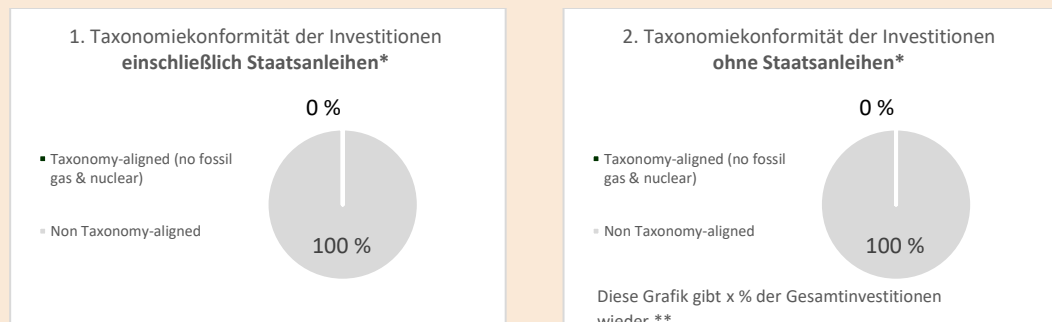 1. Taxonomiekonformität der Investitionen
einschließlich Staatsanleihen*
0 %
Taxonomy-aligned (no fossil
gas & nuclear)
Non Taxonomy-aligned
100 %
2. Taxonomiekonformität der Investitionen
ohne Staatsanleihen*
0 %
Taxonomy-aligned (no fossil
gas & nuclear)
Non Taxonomy-aligned
100 %
Diese Grafik gibt x % der Gesamtinvestitionen
wieder.**